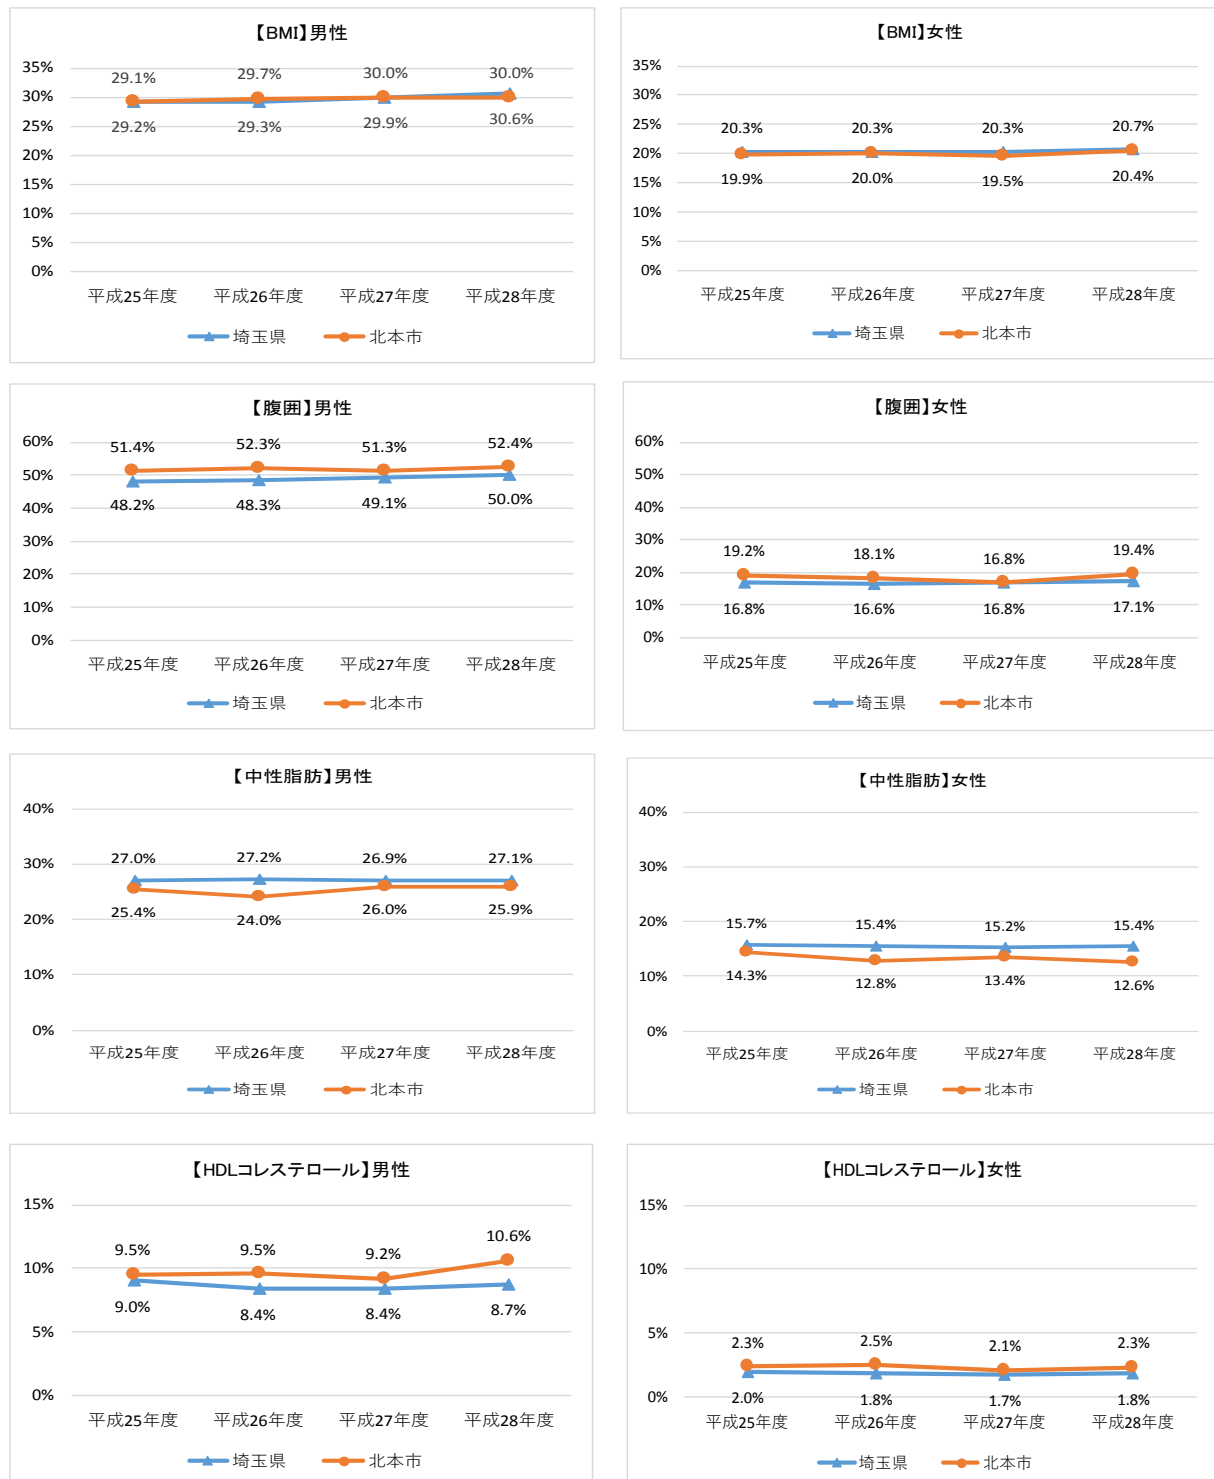 【BMI】男性
35%
30%
25%
20%
15%
10%
5%
0%
29.1% 29.7% 30.0% 30.0%
29.2% 29.3% 29.9% 30.6%
平成25年度 平成26年度 平成27年度 平成28年度
埼玉県 北本市
【BMI】女性
35%
30%
25%
20%
15%
10%
5%
0%
20.3% 20.3% 20.3% 20.7%
19.9% 20.0% 19.5% 20.4%
平成25年度 平成26年度 平成27年度 平成28年度
埼玉県 北本市
【腹囲】男性
60%
50%
40%
30%
20%
10%
0%
51.4% 52.3% 51.3% 52.4%
48.2% 48.3% 49.1% 50.0%
平成25年度 平成26年度 平成27年度 平成28年度
埼玉県 北本市
【腹囲】女性
60%
50%
40%
30%
20%
10%
0%
19.2% 18.1% 16.8% 19.4%
16.8% 16.6% 16.8% 17.1%
平成25年度 平成26年度 平成27年度 平成28年度
埼玉県 北本市
【中性脂肪】男性
40%
30%
20%
10%
0%
27.0% 27.2% 26.9% 27.1%
25.4% 24.0% 26.0% 25.9%
平成25年度 平成26年度 平成27年度 平成28年度
埼玉県 北本市
【中性脂肪】女性
40%
30%
20%
10%
0%
15.7% 15.4% 15.2% 15.4%
14.3% 12.8% 13.4% 12.6%
平成25年度 平成26年度 平成27年度 平成28年度
埼玉県 北本市
【HDLコレステロール】男性
15%
10%
5%
0%
9.5% 9.5% 9.2% 10.6%
9.0% 8.4% 8.4% 8.7%
平成25年度 平成26年度 平成27年度 平成28年度
埼玉県 北本市
【HDLコレステロール】女性
15%
10%
5%
0%
2.3% 2.5% 2.1% 2.3%
2.0% 1.8% 1.7% 1.8%
平成25年度 平成26年度 平成27年度 平成28年度
埼玉県 北本市